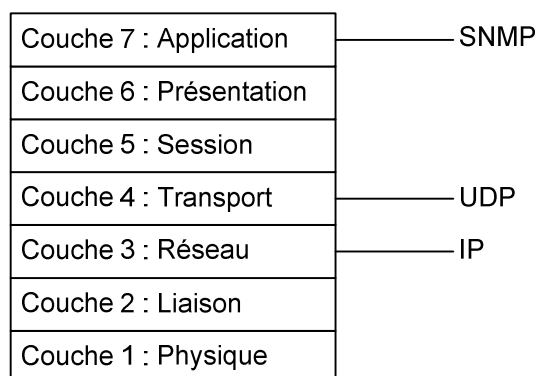 Couche 7 : Application SNMP
Couche 6 : Présentation
Couche 5 : Session
Couche 4 : Transport UDP
Couche 3 : Réseau IP
Couche 2 : Liaison
Couche 1 : Physique